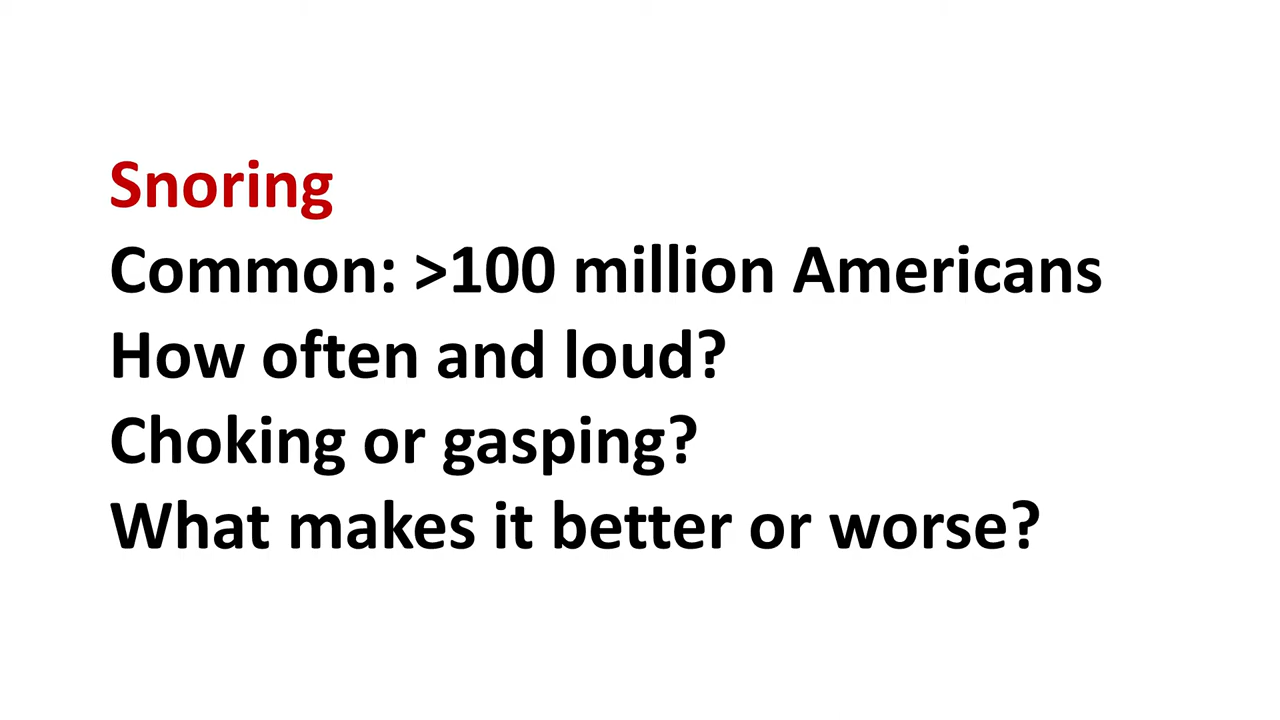 Snoring
Common: >100 million Americans
How often and loud?
Choking or gasping?
What makes it better or worse?